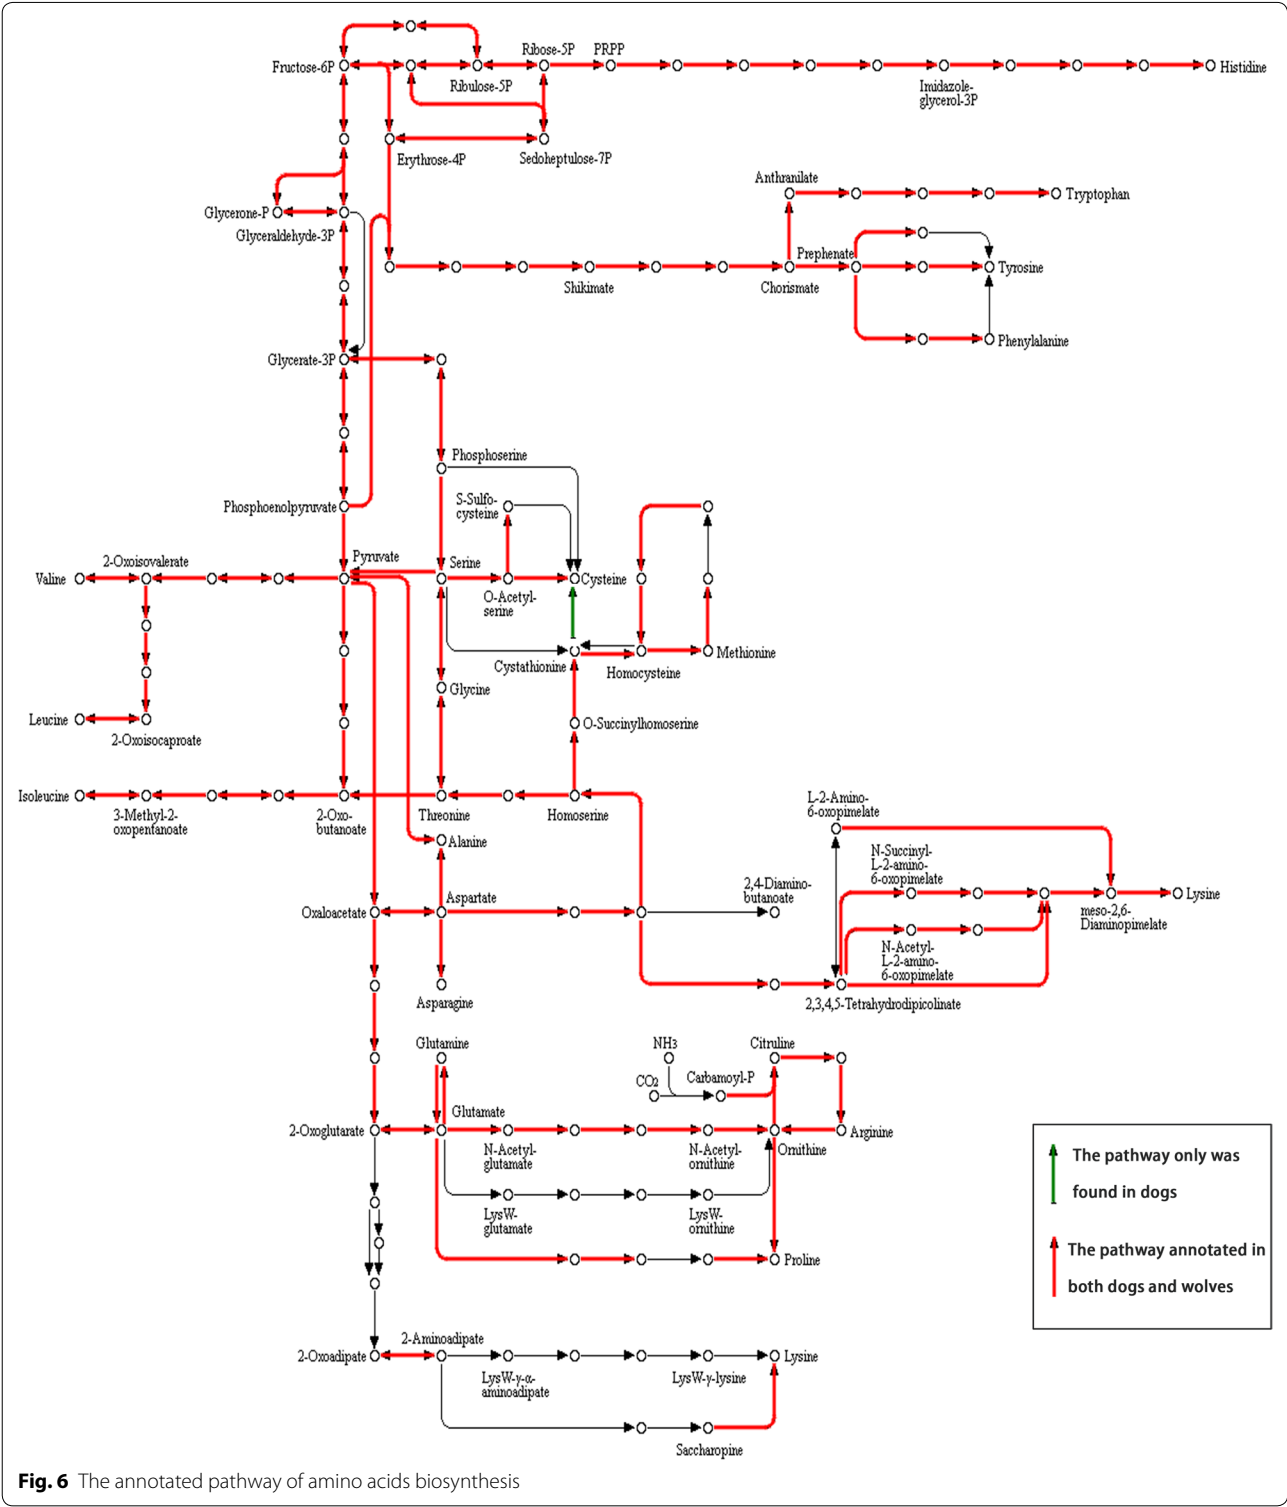 Ribose-5P
PRPP
Fructose-6P
Ribulose-5P
Histidine
Imidazole-
glycerol-3P
Erythrose-4P
Sedoheptulose-7P
Anthranilate
Tryptophan
Glycerone-P
Glyceraldehyde-3P
Prephenate
Tyrosine
Shikimate
Chorismate
Phenylalanine
Glycerate-3P
Phosphoserine
S-Sulfo-
cysteine
Phosphoenolpyruvate
2-Oxoisovalerate
Pyruvate
Serine
Valine
Cysteine
O-Acetyl-
serine
Cystathionine
Homocysteine
Methionine
Glycine
Leucine
O-Succinylhomoserine
2-Oxoisocaproate
Isoleucine
3-Methyl-2-
oxopentanoate
2-Oxo-
butanoate
Threonine
Homoserine
L-2-Amino-
6-oxopimelate
Alanine
N-Succinyl-
L-2-amino-
6-oxopimelate
2,4-Diamino-
butanoate
Aspartate
Lysine
Oxaloacetate
meso-2,6-
Diaminopimelate
N-Acetyl-
L-2-amino-
6-oxopimelate
Asparagine
2,3,4,5-Tetrahydrodipicolinate
Glutamine
NH3
Citruline
CO2
Carbamoyl-P
Glutamate
2-Oxoglutarate
Arginine
N-Acetyl-
glutamate
N-Acetyl-
ornithine
Ornithine
The pathway only was
found in dogs
LysW-
glutamate
LysW-
ornithine
Proline
The pathway annotated in
both dogs and wolves
2-Aminoadipate
2-Oxoadipate
Lysine
LysW-γ-α-
aminoadipate
LysW-γ-lysine
Saccharopine
Fig. 6 The annotated pathway of amino acids biosynthesis